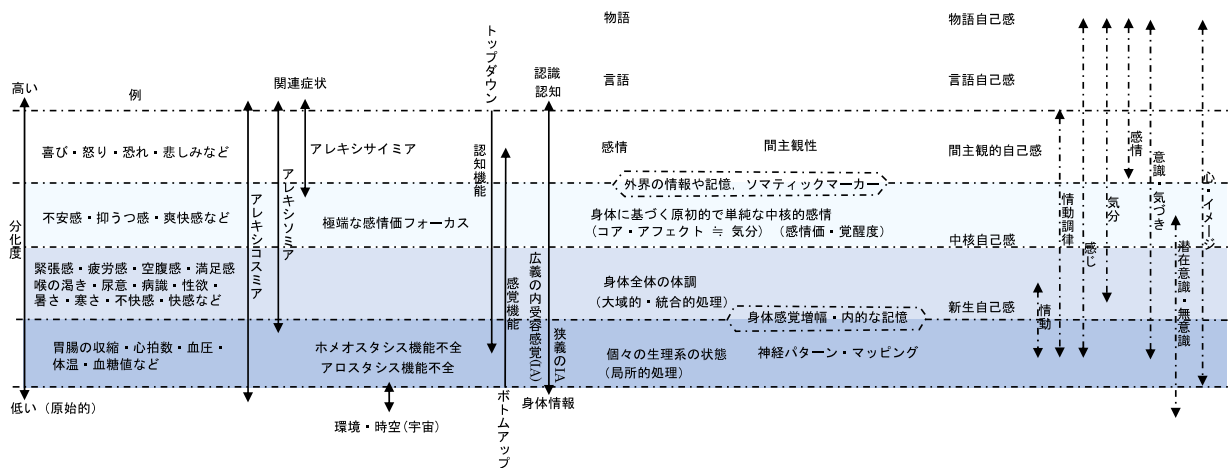 物語
物語自己感
トップダウン
認識
認知
言語
言語自己感
高い
例
関連症状
喜び・怒り・恐れ・悲しみなど
アレキシサイミア
認知機能
感情
間主観性
間主観的自己感
感情
外界の情報や記憶，ソマティックマーカー
不安感・抑うつ感・爽快感など
アレキシソミア
極端な感情価フォーカス
身体に基づく原初的で単純な中核的感情
（コア・アフェクト ≒ 気分）（感情価・覚醒度）
中核自己感
分化度
アレキシコスミア
情動調律
感じ
気分
意識・気づき
潜在意識・無意識
心・イメージ
緊張感・疲労感・空腹感・満足感
喉の渇き・尿意・病識・性欲・
暑さ・寒さ・不快感・快感など
感覚機能
広義の内受容感覚(IA)
狭義のIA
身体全体の体調
（大域的・統合的処理）
新生自己感
身体感覚増幅・内的な記憶
情動
胃腸の収縮・心拍数・血圧・
体温・血糖値など
ホメオスタシス機能不全
アロスタシス機能不全
個々の生理系の状態
（局所的処理）
神経パターン・マッピング
低い（原始的）
身体情報
ボトムアップ
環境・時空(宇宙)